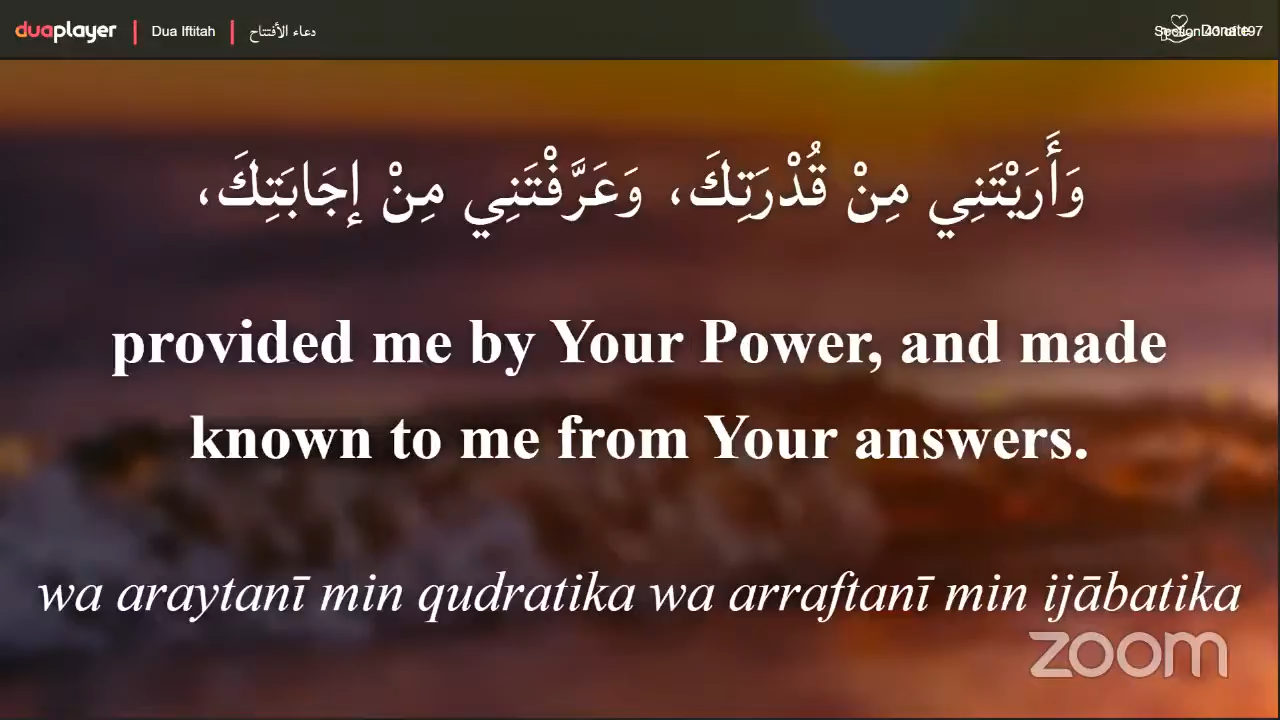 duaplayer | Dua Iftitah | دعاء الأفتتاح
Donate
وَأَرَيْتَنِي مِنْ قُدْرَتِكَ، وَعَرَّفْتَنِي مِنْ إجَابَتِكَ،
provided me by Your Power, and made
known to me from Your answers.
wa araytanī min qudratika wa arraftanī min ijābatika
zoom